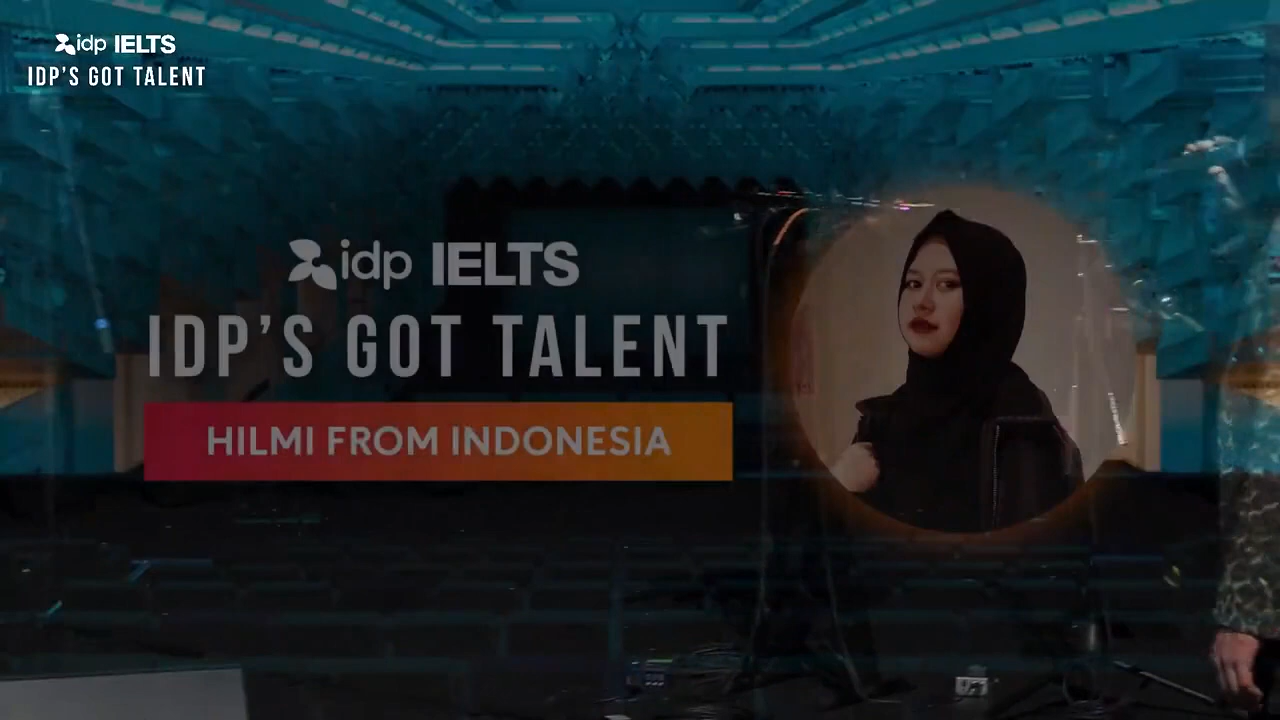 idp IELTS
IDP'S GOT TALENT
idp IELTS
IDP'S GOT TALENT
HILMI FROM INDONESIA